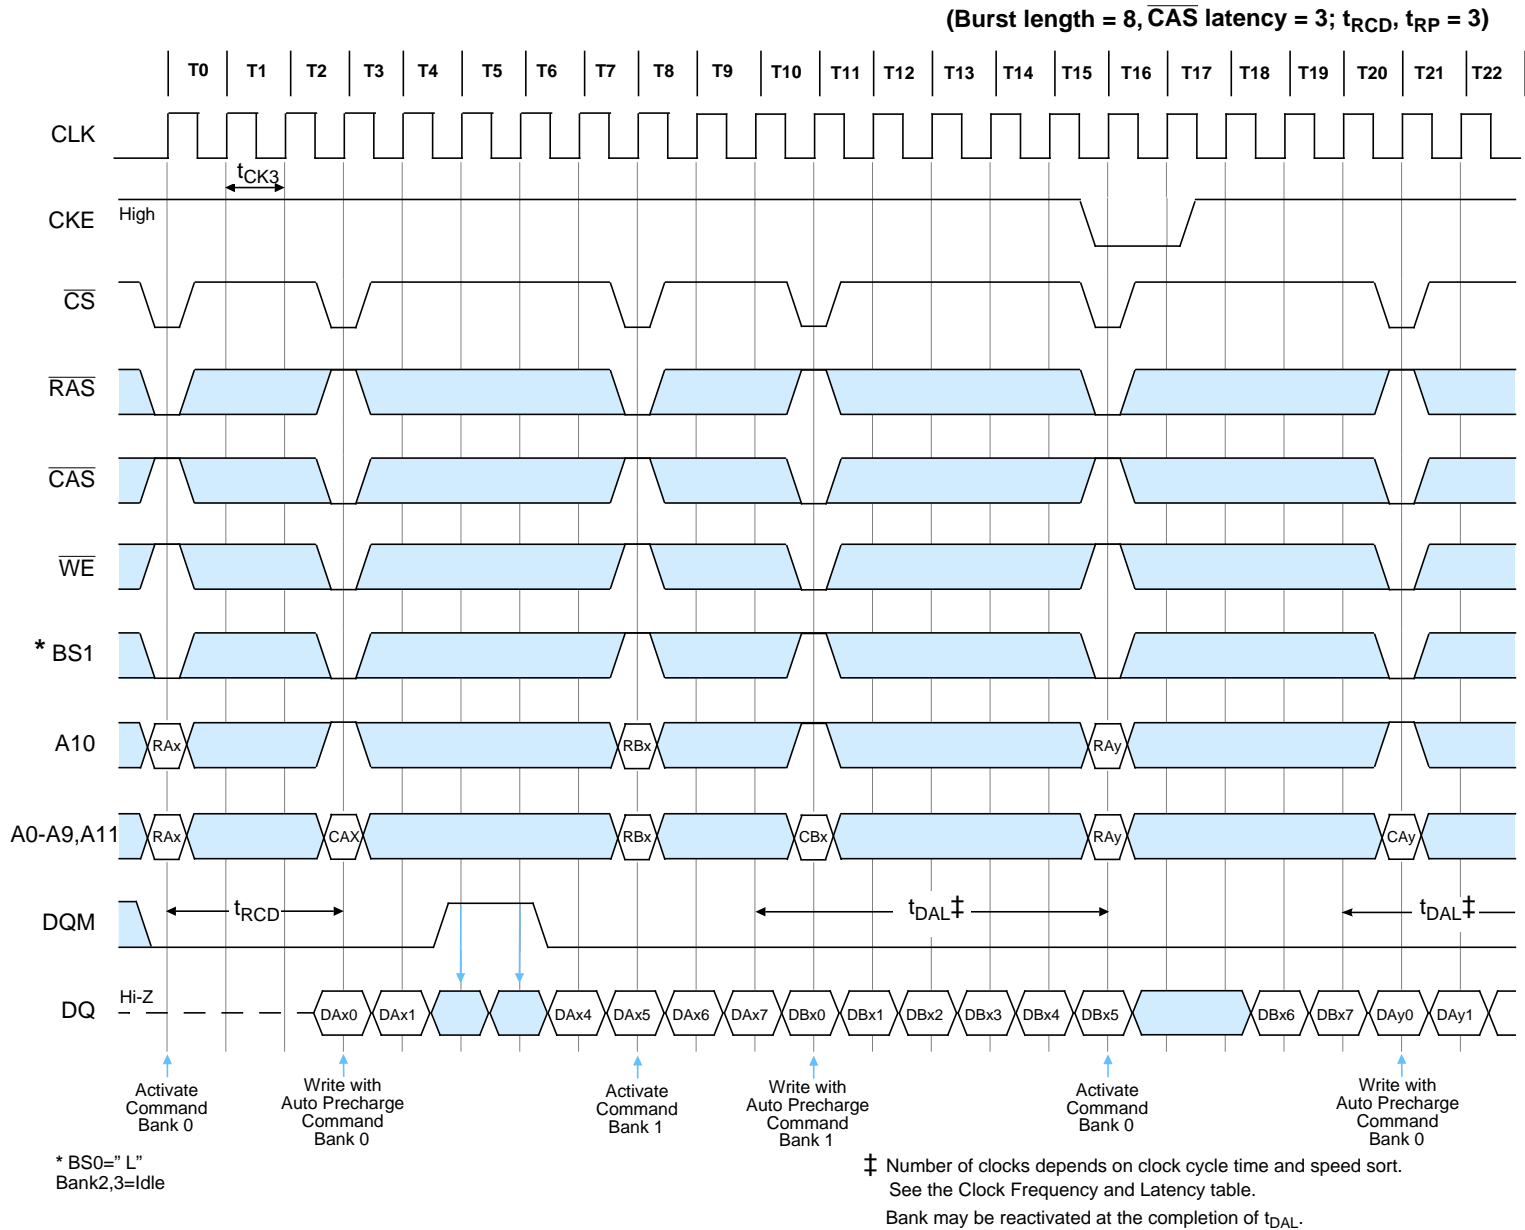 (Burst length = 8, CAS latency = 3; tRCD, tRP = 3)
T0 T1 T2 T3 T4 T5 T6 T7 T8 T9 T10 T11 T12 T13 T14 T15 T16 T17 T18 T19 T20 T21 T22
CLK
tCK3
CKE
High
CS
RAS
CAS
WE
* BS1
A10
RAx RBx RAy
A0-A9,A11
RAx CAX RBx CBx RAy CAy
DQM
tRCD tDAL‡ tDAL‡
DQ
Hi-Z
DAx0 DAx1 DAx4 DAx5 DAx6 DAx7 DBx0 DBx1 DBx2 DBx3 DBx4 DBx5 DBx6 DBx7 DAy0 DAy1
Activate
Command
Bank 0
Write with
Auto Precharge
Command
Bank 0
Activate
Command
Bank 1
Write with
Auto Precharge
Command
Bank 1
Activate
Command
Bank 0
Write with
Auto Precharge
Command
Bank 0
* BS0=” L”
Bank2,3=Idle
‡ Number of clocks depends on clock cycle time and speed sort.
See the Clock Frequency and Latency table.
Bank may be reactivated at the completion of tDAL.